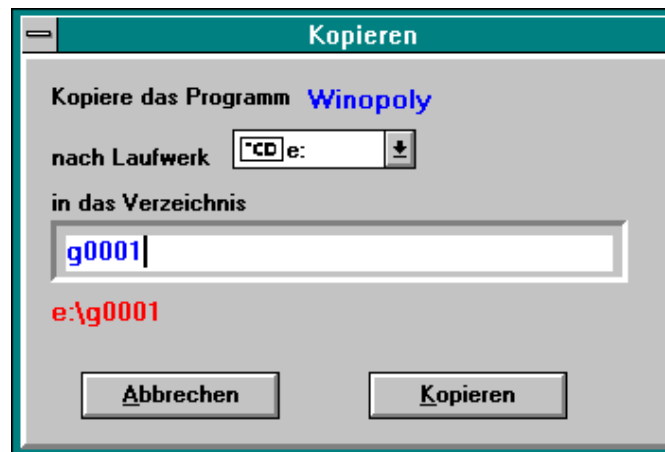 Kopieren
Kopiere das Programm Winopoly
nach Laufwerk CD e:
in das Verzeichnis
g0001
e:\g0001
Abbrechen Kopieren